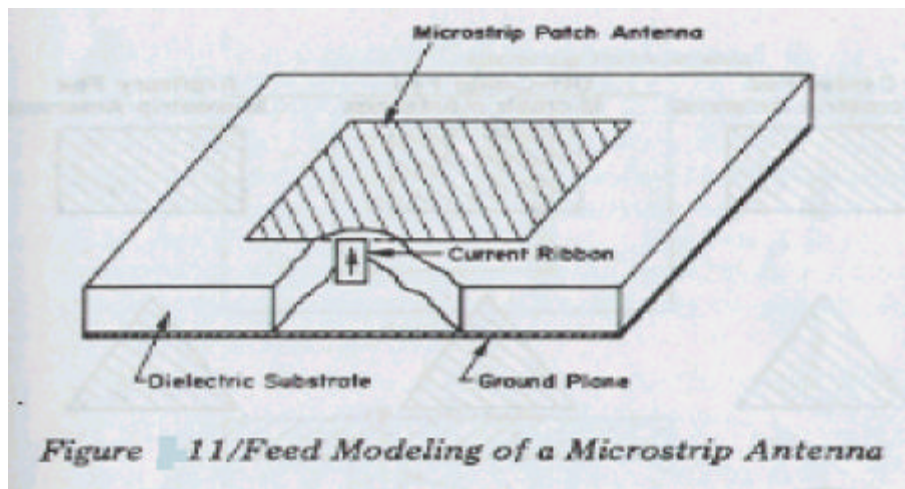 Microstrip Patch Antenna
Current Ribbon
Dielectric Substrate
Ground Plane
Figure 11/Feed Modeling of a Microstrip Antenna